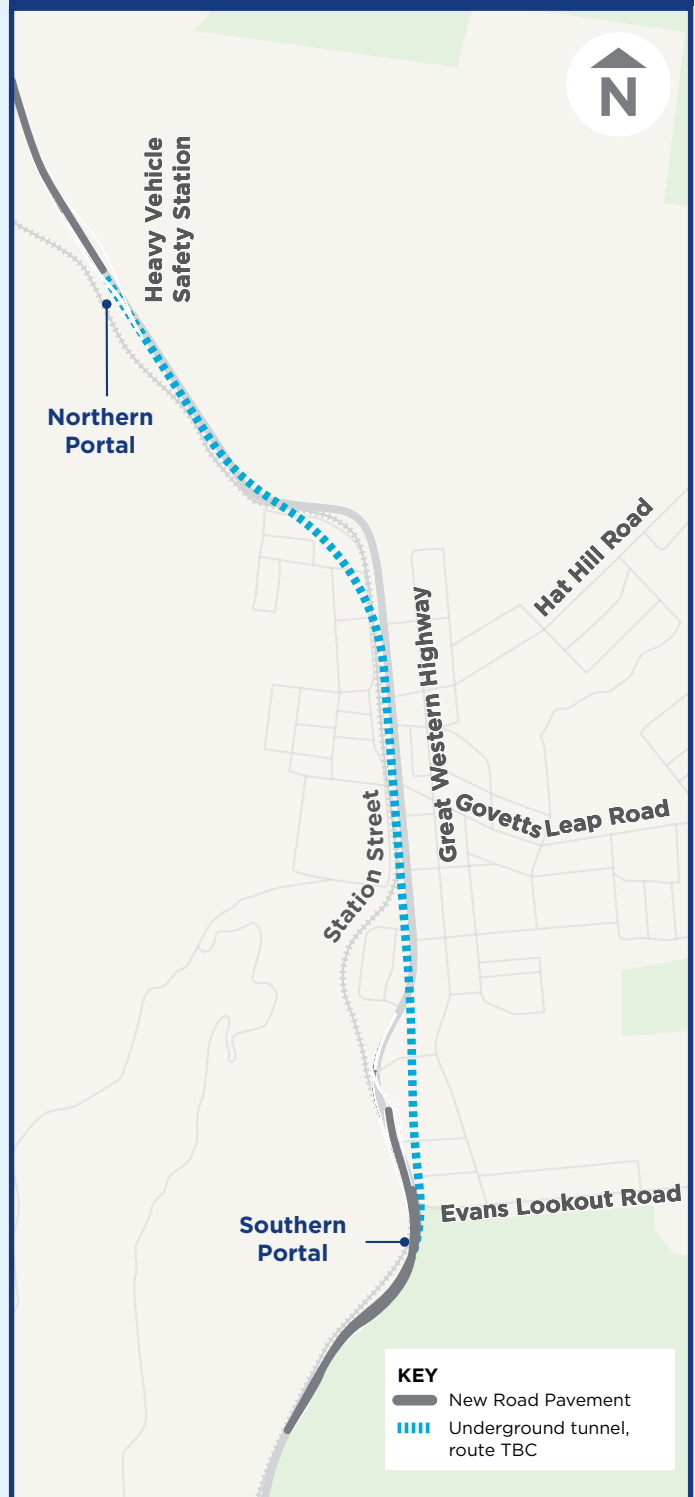 N
Heavy Vehicle
Safety Station
Northern
Portal
Hat Hill Road
Great Western Highway
Govetts Leap Road
Station Street
Evans Lookout Road
Southern
Portal
KEY
New Road Pavement
Underground tunnel,
route TBC